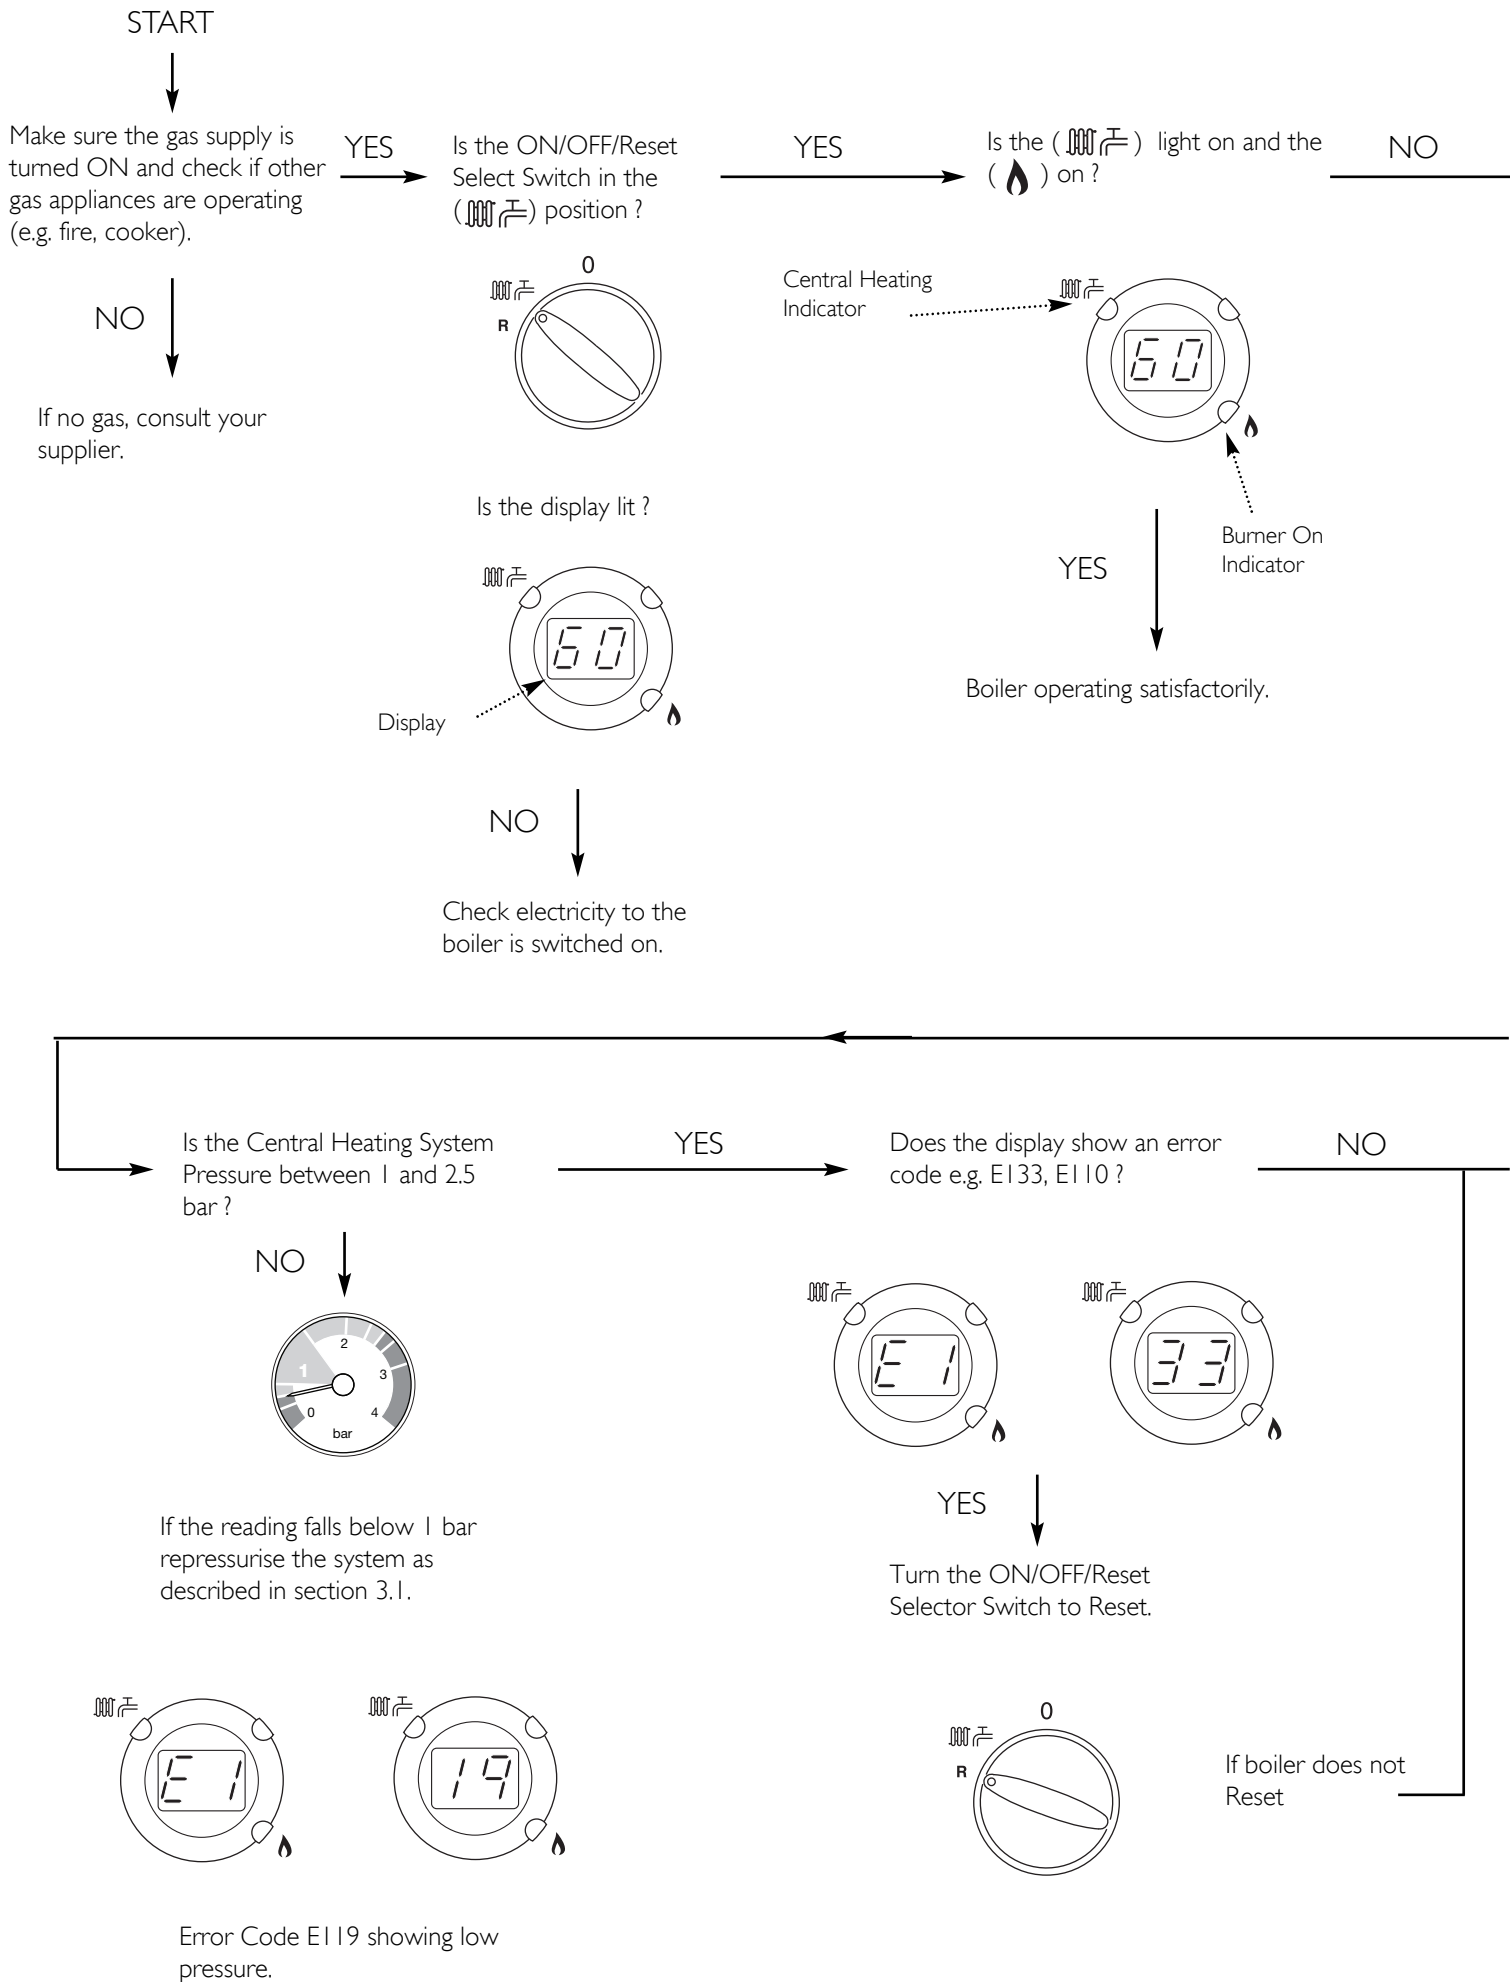 START
Make sure the gas supply is
turned ON and check if other
gas appliances are operating
(e.g. fire, cooker).
YES
Is the ON/OFF/Reset
Select Switch in the
( ) position ?
YES
Is the ( ) light on and the
( ) on ?
NO
0
R
Central Heating
Indicator
60
NO
If no gas, consult your
supplier.
Is the display lit ?
Burner On
Indicator
YES
60
Display
Boiler operating satisfactorily.
NO
Check electricity to the
boiler is switched on.
Is the Central Heating System
Pressure between 1 and 2.5
bar ?
YES
Does the display show an error
code e.g. E133, E110 ?
NO
NO
0
1
2
3
4
bar
E1
33
YES
If the reading falls below 1 bar
repressurise the system as
described in section 3.1.
Turn the ON/OFF/Reset
Selector Switch to Reset.
E1
19
0
R
If boiler does not
Reset
Error Code E119 showing low
pressure.